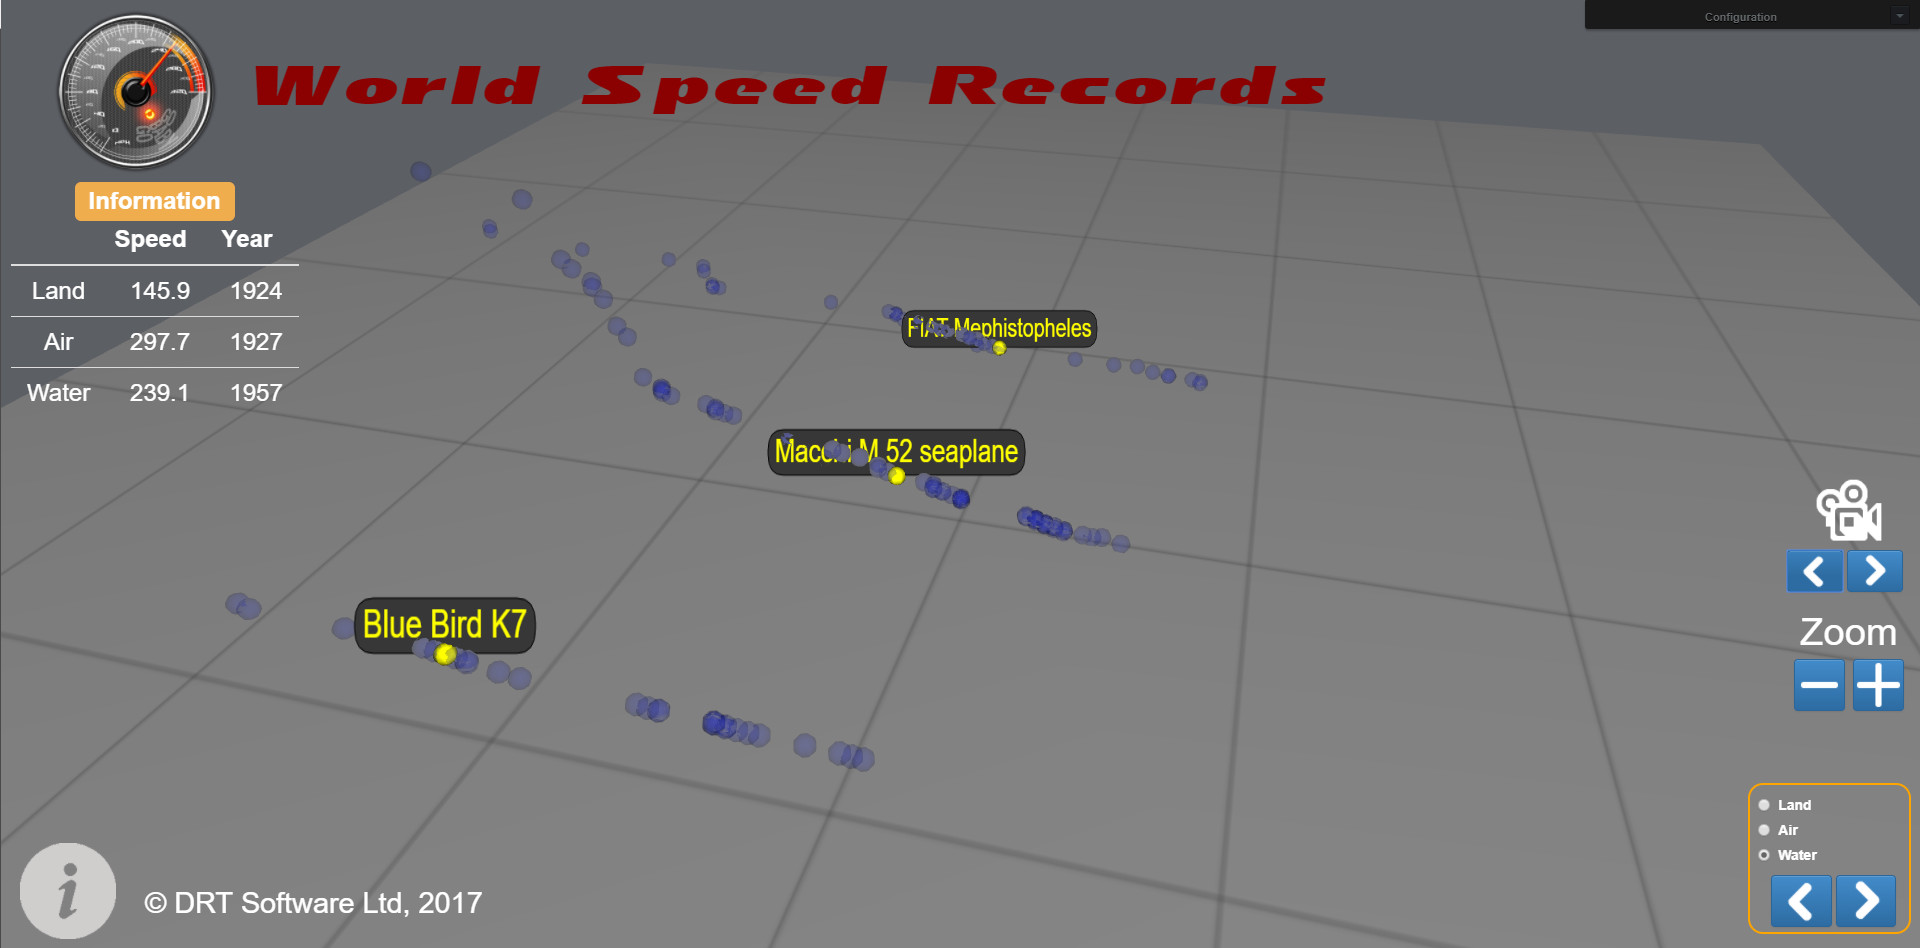 Configuration
World Speed Records
Information
Speed Year
Land 145.9 1924
Air 297.7 1927
Water 239.1 1957
FIAT Mephistopheles
Macchi M.52 seaplane
Blue Bird K7
Zoom
Land
Air
Water
i
© DRT Software Ltd, 2017